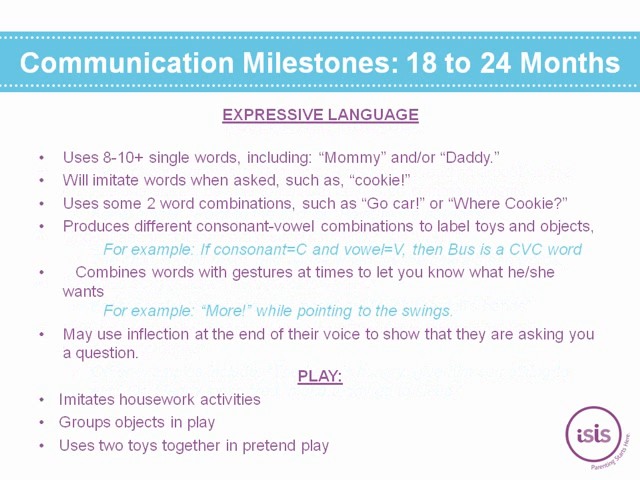 Communication Milestones: 18 to 24 Months
EXPRESSIVE LANGUAGE
• Uses 8-10+ single words, including: “Mommy” and/or “Daddy.”
• Will imitate words when asked, such as, “cookie!”
• Uses some 2 word combinations, such as “Go car!” or “Where Cookie?”
• Produces different consonant-vowel combinations to label toys and objects,
For example: If consonant=C and vowel=V, then Bus is a CVC word
• Combines words with gestures at times to let you know what he/she
wants
For example: “More!” while pointing to the swings.
• May use inflection at the end of their voice to show that they are asking you
a question.
PLAY:
• Imitates housework activities
• Groups objects in play
• Uses two toys together in pretend play
isis
Parenting Starts Here.